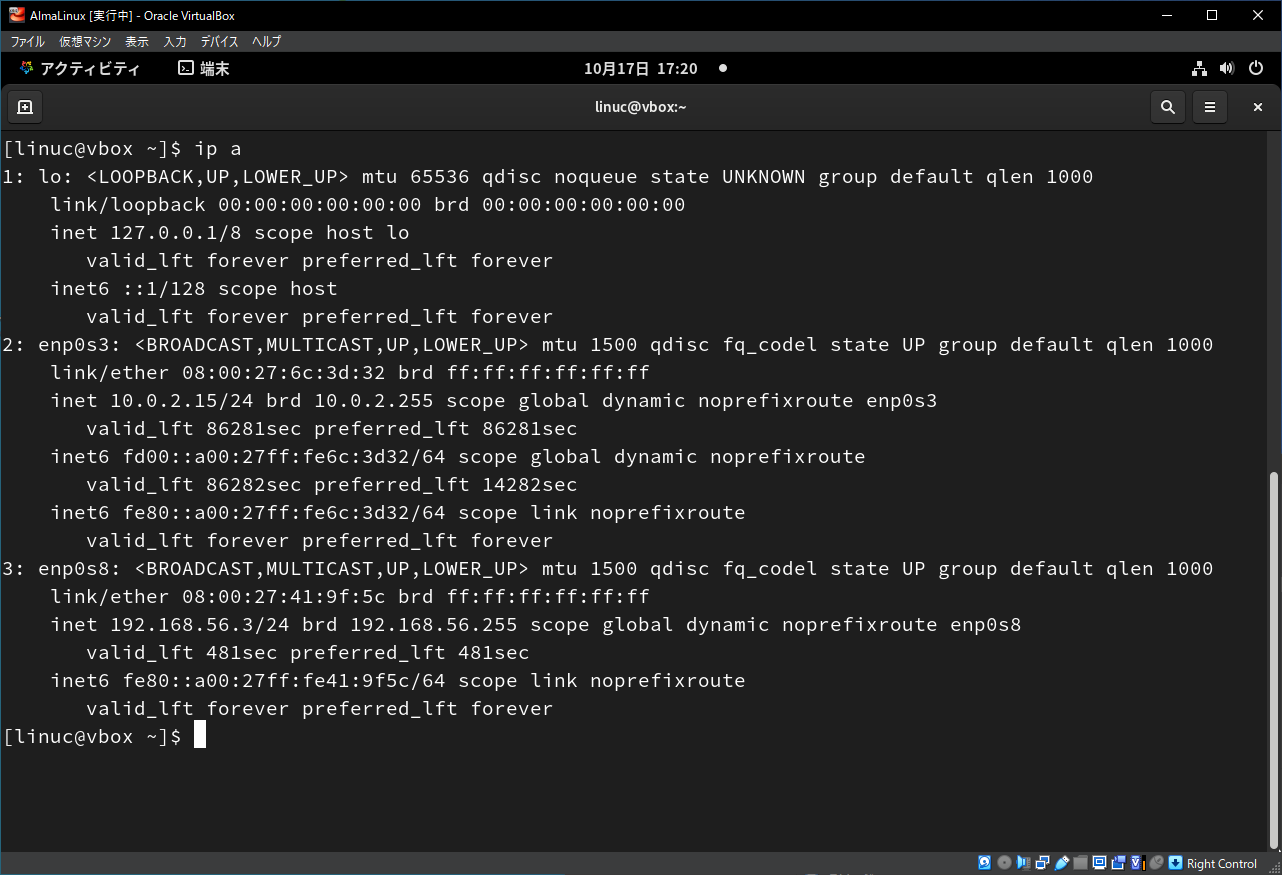 AlmaLinux [実行中] - Oracle VirtualBox
ファイル 仮想マシン 表示 入力 デバイス ヘルプ
アクティビティ 端末 10月17日 17:20
linuc@vbox:~
[linuc@vbox ~]$ ip a
1: lo: <LOOPBACK,UP,LOWER_UP> mtu 65536 qdisc noqueue state UNKNOWN group default qlen 1000
    link/loopback 00:00:00:00:00:00 brd 00:00:00:00:00:00
    inet 127.0.0.1/8 scope host lo
       valid_lft forever preferred_lft forever
    inet6 ::1/128 scope host
       valid_lft forever preferred_lft forever
2: enp0s3: <BROADCAST,MULTICAST,UP,LOWER_UP> mtu 1500 qdisc fq_codel state UP group default qlen 1000
    link/ether 08:00:27:6c:3d:32 brd ff:ff:ff:ff:ff:ff
    inet 10.0.2.15/24 brd 10.0.2.255 scope global dynamic noprefixroute enp0s3
       valid_lft 86281sec preferred_lft 86281sec
    inet6 fd00::a00:27ff:fe6c:3d32/64 scope global dynamic noprefixroute
       valid_lft 86282sec preferred_lft 14282sec
    inet6 fe80::a00:27ff:fe6c:3d32/64 scope link noprefixroute
       valid_lft forever preferred_lft forever
3: enp0s8: <BROADCAST,MULTICAST,UP,LOWER_UP> mtu 1500 qdisc fq_codel state UP group default qlen 1000
    link/ether 08:00:27:41:9f:5c brd ff:ff:ff:ff:ff:ff
    inet 192.168.56.3/24 brd 192.168.56.255 scope global dynamic noprefixroute enp0s8
       valid_lft 481sec preferred_lft 481sec
    inet6 fe80::a00:27ff:fe41:9f5c/64 scope link noprefixroute
       valid_lft forever preferred_lft forever
[linuc@vbox ~]$
Right Control